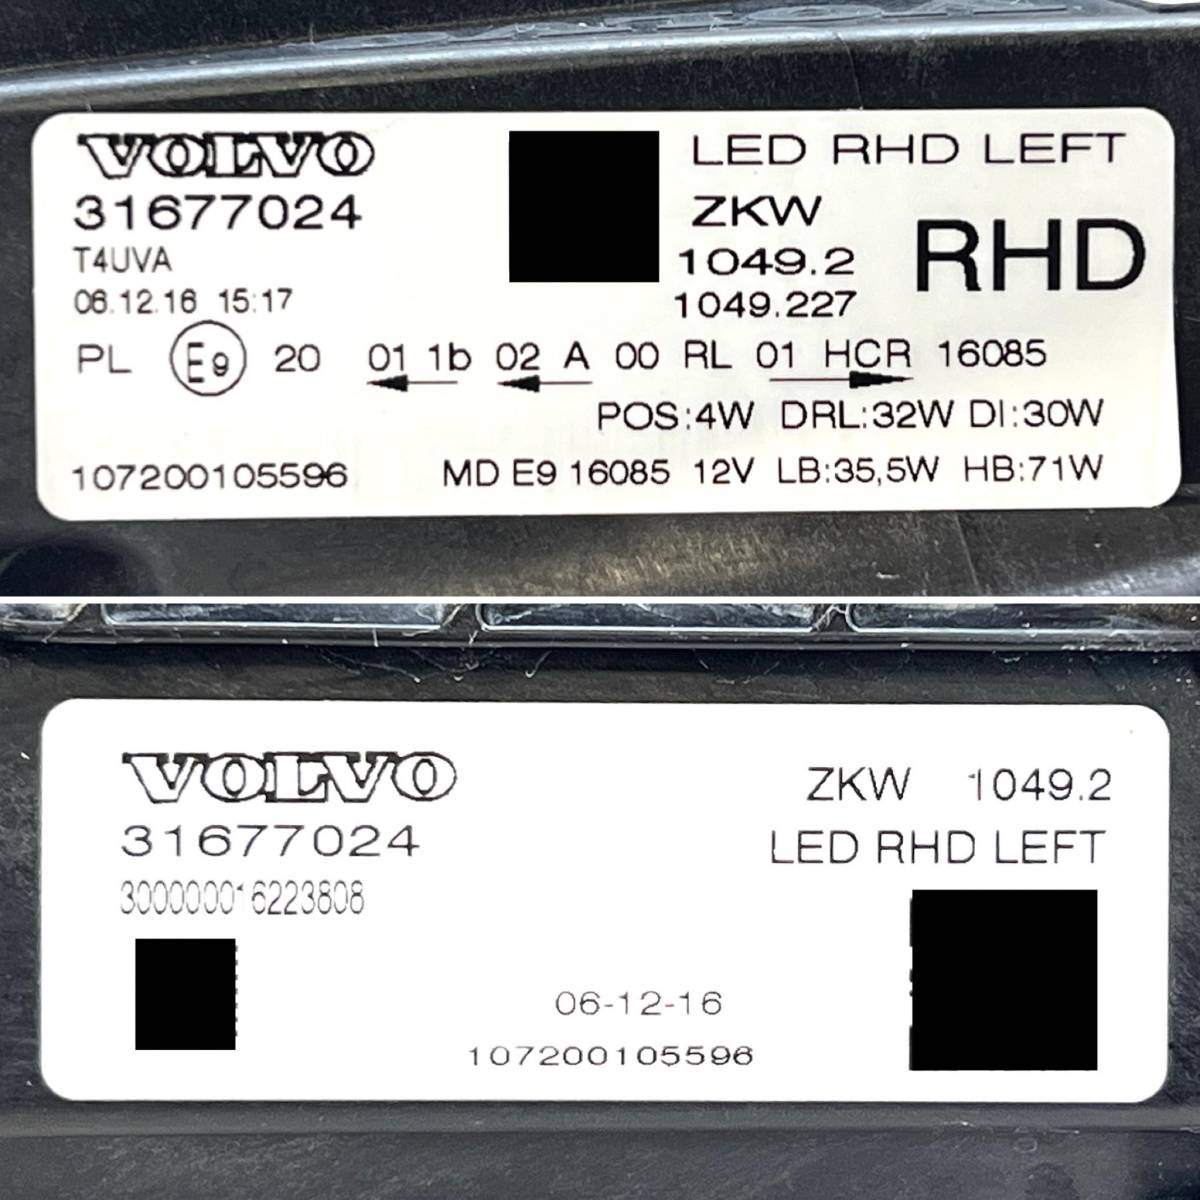 VOLVO LED RHD LEFT
31677024 ZKW
T4UVA 1049.2 RHD
06.12.16 15:17 1049.227
PL E9 20 01 1b 02 A 00 RL 01 HCR 16085
POS:4W DRL:32W DI:30W
107200105596 MD E9 16085 12V LB:35,5W HB:71W
VOLVO ZKW 1049.2
31677024 LED RHD LEFT
300000016223808
06-12-16
107200105596